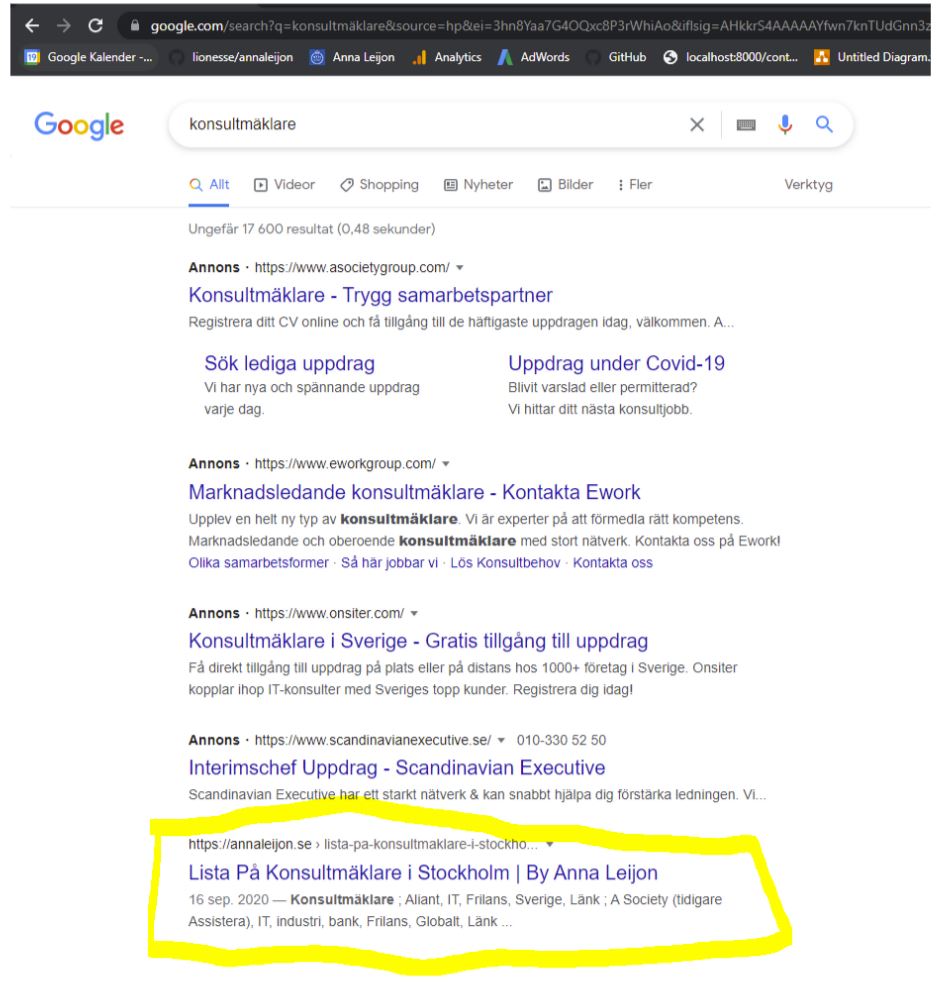 google.com/search?q=konsultmäklare&source=hp&ei=3hn8Yaa7G4OQxc8P3rWhiAo&iflsig=AHkkrS4AAAAAYfwn7knTUdGnn3z
Google Kalender -... lionesse/annaleijon Anna Leijon Analytics AdWords GitHub localhost:8000/cont... Untitled Diagram.
Google konsultmäklare
Allt Videor Shopping Nyheter Bilder Fler Verktyg
Ungefär 17 600 resultat (0,48 sekunder)
Annons · https://www.asocietygroup.com/
Konsultmäklare - Trygg samarbetspartner
Registrera ditt CV online och få tillgång till de häftigaste uppdragen idag, välkommen. A...
Sök lediga uppdrag
Vi har nya och spännande uppdrag
varje dag.
Uppdrag under Covid-19
Blivit varslad eller permitterad?
Vi hittar ditt nästa konsultjobb.
Annons · https://www.eworkgroup.com/
Marknadsledande konsultmäklare - Kontakta Ework
Upplev en helt ny typ av konsultmäklare. Vi är experter på att förmedla rätt kompetens.
Marknadsledande och oberoende konsultmäklare med stort nätverk. Kontakta oss på Ework!
Olika samarbetsformer · Så här jobbar vi · Lös Konsultbehov · Kontakta oss
Annons · https://www.onsiter.com/
Konsultmäklare i Sverige - Gratis tillgång till uppdrag
Få direkt tillgång till uppdrag på plats eller på distans hos 1000+ företag i Sverige. Onsiter
kopplar ihop IT-konsulter med Sveriges topp kunder. Registrera dig idag!
Annons · https://www.scandinavianexecutive.se/ 010-330 52 50
Interimschef Uppdrag - Scandinavian Executive
Scandinavian Executive har ett starkt nätverk & kan snabbt hjälpa dig förstärka ledningen. Vi...
https://annaleijon.se › lista-pa-konsultmaklare-i-stockho...
Lista På Konsultmäklare i Stockholm | By Anna Leijon
16 sep. 2020 — Konsultmäklare ; Aliant, IT, Frilans, Sverige, Länk ; A Society (tidigare
Assistera), IT, industri, bank, Frilans, Globalt, Länk ...